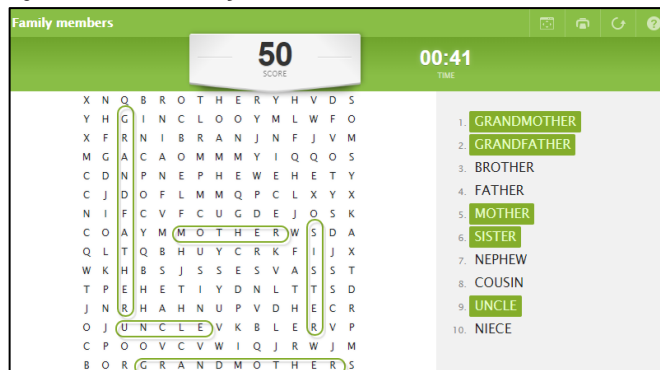 Family members
50
SCORE
00:41
TIME
X N Q B R O T H E R Y H V D S
Y H G I N C L O O Y M L W F O
X F R N I B R A N J N F J V M
M G A C A O M M M Y I Q Q O S
C D N P N E P H E W E H E T Y
C J D O F L M M Q P C L X Y X
N I F C V F C U G D E J O S K
C O A Y M M O T H E R W S D A
Q L T Q B H U Y C R K F I J X
W K H B S J S S E S V A S S T
T P E H E T I Y D N L T T S D
J N R H A H N U P V D H E C R
O J U N C L E V K B L E R V P
C P O O V C V W I Q J R W J M
B O R G R A N D M O T H E R S
1. GRANDMOTHER
2. GRANDFATHER
3. BROTHER
4. FATHER
5. MOTHER
6. SISTER
7. NEPHEW
8. COUSIN
9. UNCLE
10. NIECE